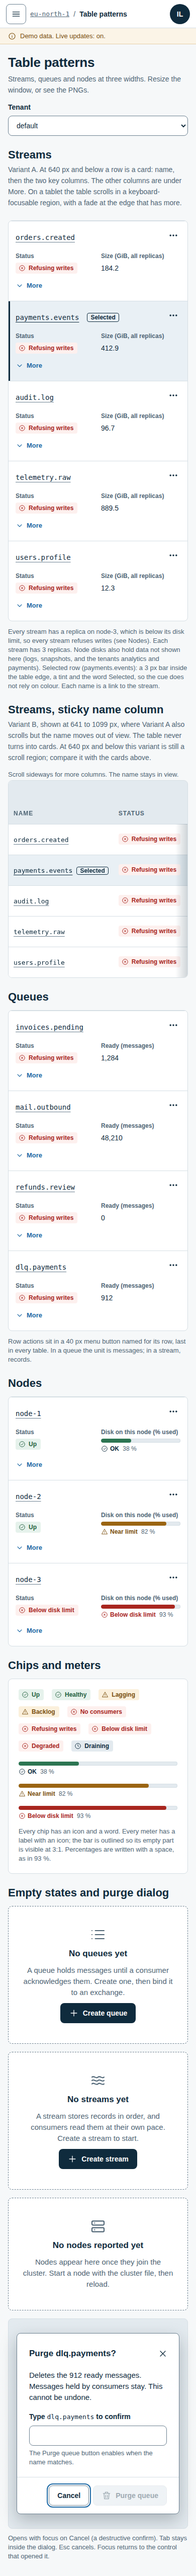 eu-north-1 / Table patterns IL
Demo data. Live updates: on.
Table patterns
Streams, queues and nodes at three widths. Resize the
window, or see the PNGs.
Tenant
default
Streams
Variant A. At 640 px and below a row is a card: name,
then the two key columns. The other columns are under
More. On a tablet the table scrolls in a keyboard-
focusable region, with a fade at the edge that has more.
orders.created
Status Size (GiB, all replicas)
Refusing writes 184.2
More
payments.events Selected
Status Size (GiB, all replicas)
Refusing writes 412.9
More
audit.log
Status Size (GiB, all replicas)
Refusing writes 96.7
More
telemetry.raw
Status Size (GiB, all replicas)
Refusing writes 889.5
More
users.profile
Status Size (GiB, all replicas)
Refusing writes 12.3
More
Every stream has a replica on node-3, which is below its disk
limit, so every stream refuses writes (see Nodes). Each
stream has 3 replicas. Node disks also hold data not shown
here (logs, snapshots, and the tenants analytics and
payments). Selected row (payments.events): a 3 px bar inside
the table edge, a tint and the word Selected, so the cue does
not rely on colour. Each name is a link to the stream.
Streams, sticky name column
Variant B, shown at 641 to 1099 px, where Variant A also
scrolls but the name moves out of view. The table never
turns into cards. At 640 px and below this variant is still a
scroll region; compare it with the cards above.
Scroll sideways for more columns. The name stays in view.
NAME STATUS
orders.created Refusing writes
payments.events Selected Refusing writes
audit.log Refusing writes
telemetry.raw Refusing writes
users.profile Refusing writes
Queues
invoices.pending
Status Ready (messages)
Refusing writes 1,284
More
mail.outbound
Status Ready (messages)
Refusing writes 48,210
More
refunds.review
Status Ready (messages)
Refusing writes 0
More
dlq.payments
Status Ready (messages)
Refusing writes 912
More
Row actions sit in a 40 px menu button named for its row, last
in every table. In a queue the unit is messages; in a stream,
records.
Nodes
node-1
Status Disk on this node (% used)
Up OK 38 %
More
node-2
Status Disk on this node (% used)
Up Near limit 82 %
More
node-3
Status Disk on this node (% used)
Below disk limit Below disk limit 93 %
More
Chips and meters
Up Healthy Lagging
Backlog No consumers
Refusing writes Below disk limit
Degraded Draining
OK 38 %
Near limit 82 %
Below disk limit 93 %
Every chip has an icon and a word. Every meter has a
label with an icon; the bar is outlined so its empty part
is visible at 3:1. Percentages are written with a space,
as in 93 %.
Empty states and purge dialog
No queues yet
A queue holds messages until a consumer
acknowledges them. Create one, then bind it
to an exchange.
Create queue
No streams yet
A stream stores records in order, and
consumers read them at their own pace.
Create a stream to start.
Create stream
No nodes reported yet
Nodes appear here once they join the
cluster. Start a node with the cluster file, then
reload.
Purge dlq.payments?
Deletes the 912 ready messages.
Messages held by consumers stay. This
cannot be undone.
Type dlq.payments to confirm
The Purge queue button enables when the
name matches.
Cancel Purge queue
Opens with focus on Cancel (a destructive confirm). Tab stays
inside the dialog. Esc cancels. Focus returns to the control
that opened it.